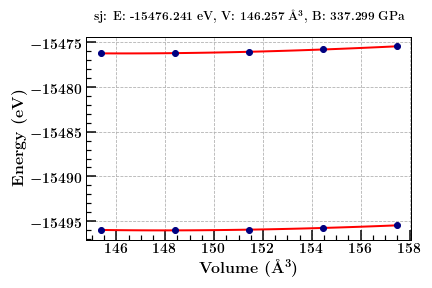 sj: E: -15476.241 eV, V: 146.257 Å³, B: 337.299 GPa
−15475
−15480
−15485
−15490
−15495
Energy (eV)
146 148 150 152 154 156 158
Volume (Å³)